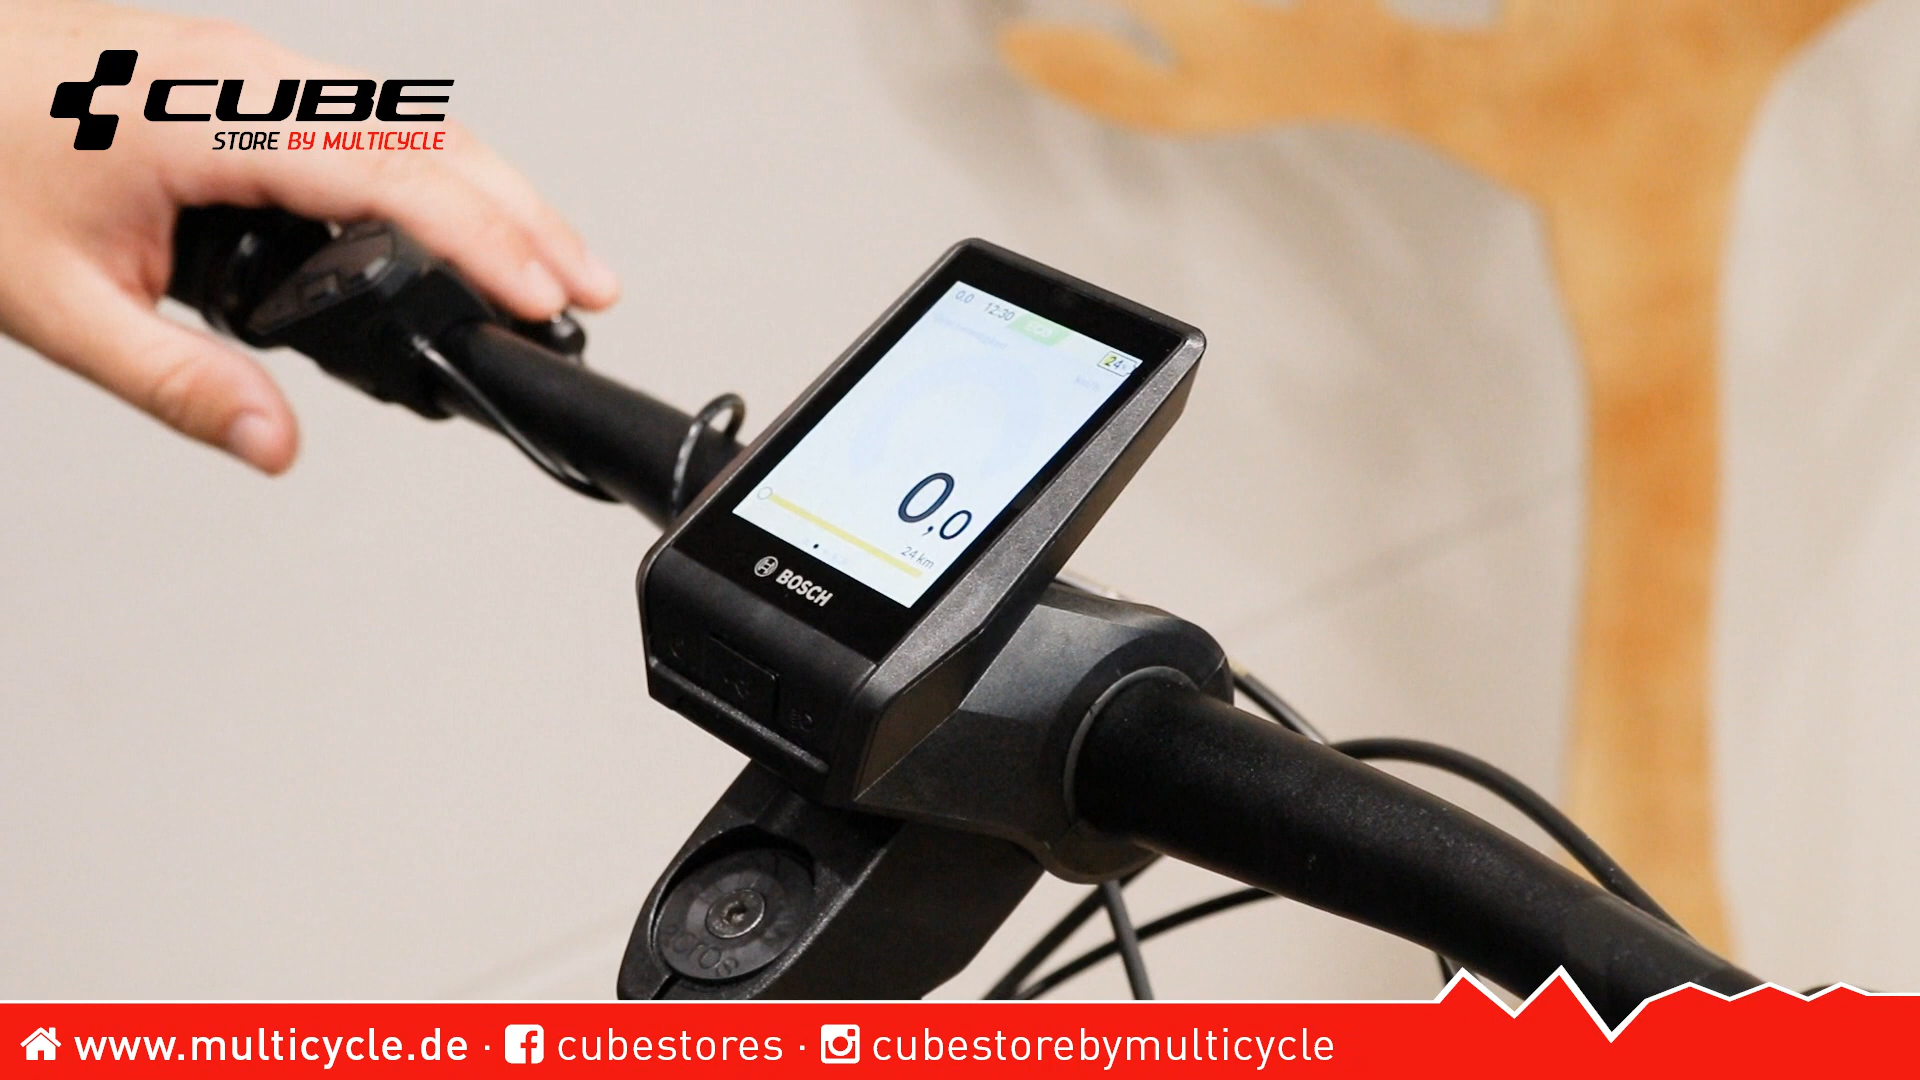 CUBE
STORE BY MULTICYCLE
0.0 12:30 ECO
24
0,0
24 km
BOSCH
www.multicycle.de · cubestores · cubestorebymulticycle